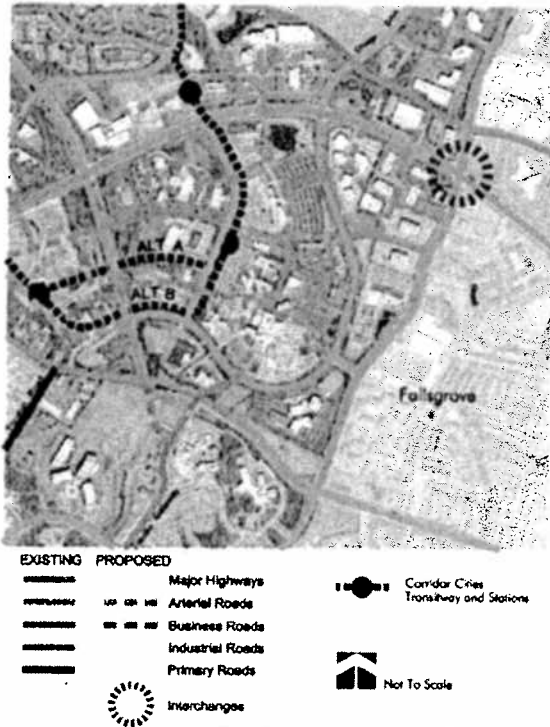 ALT A
ALT B
Fallsgrove
EXISTING PROPOSED
Major Highways
Arterial Roads
Business Roads
Industrial Roads
Primary Roads
Interchanges
Corridor Cities
Transitway and Stations
Not To Scale